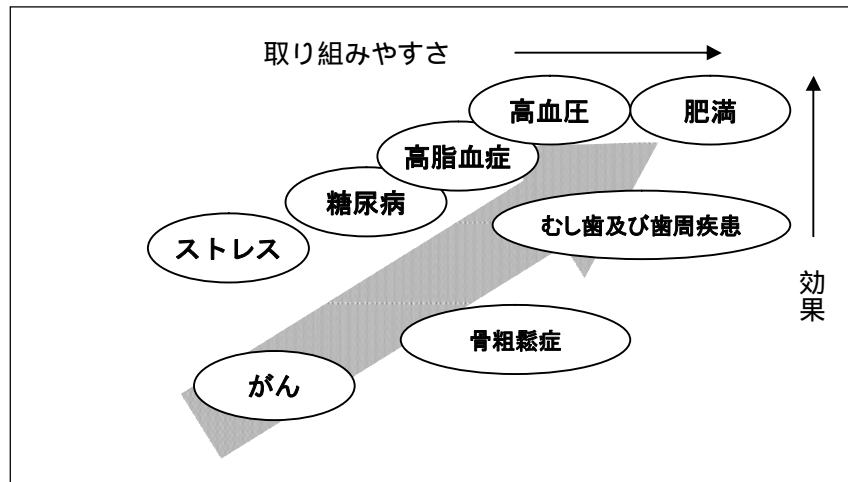 取り組みやすさ
高血圧
肥満
高脂血症
糖尿病
むし歯及び歯周疾患
ストレス
効果
骨粗鬆症
がん